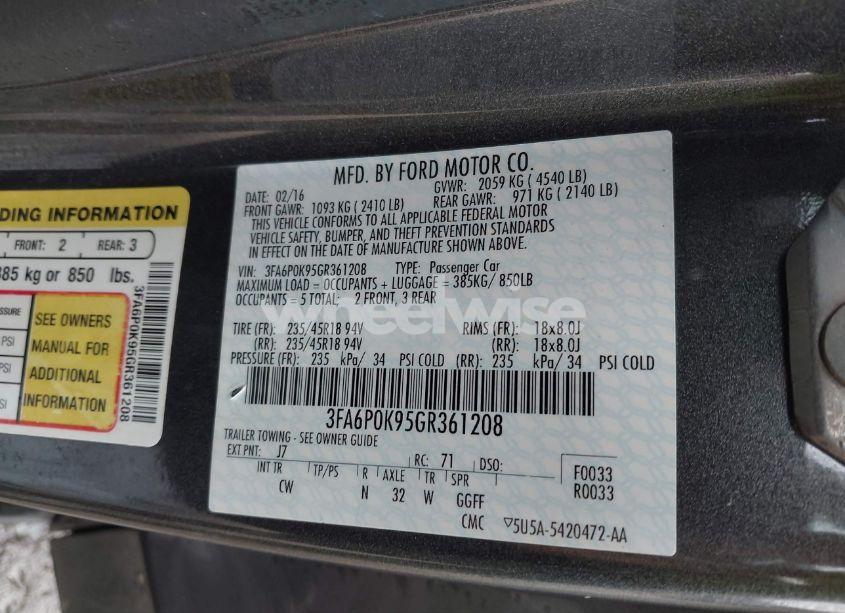 DING INFORMATION
FRONT: 2 REAR: 3
385 kg or 850 lbs.
SSURE
PSI
PSI
PSI
SEE OWNERS
MANUAL FOR
ADDITIONAL
INFORMATION
3FA6P0K95GR361208
MFD. BY FORD MOTOR CO.
DATE: 02/16 GVWR: 2059 KG ( 4540 LB)
FRONT GAWR: 1093 KG ( 2410 LB) REAR GAWR: 971 KG ( 2140 LB)
THIS VEHICLE CONFORMS TO ALL APPLICABLE FEDERAL MOTOR
VEHICLE SAFETY, BUMPER, AND THEFT PREVENTION STANDARDS
IN EFFECT ON THE DATE OF MANUFACTURE SHOWN ABOVE.
VIN: 3FA6P0K95GR361208 TYPE: Passenger Car
MAXIMUM LOAD = OCCUPANTS + LUGGAGE = 385KG/ 850LB
OCCUPANTS = 5 TOTAL; 2 FRONT, 3 REAR
wheelwise
TIRE (FR): 235/45R18 94V RIMS (FR): 18x8.0J
(RR): 235/45R18 94V (RR): 18x8.0J
PRESSURE (FR): 235 kPa/ 34 PSI COLD (RR): 235 kPa/ 34 PSI COLD
3FA6P0K95GR361208
TRAILER TOWING - SEE OWNER GUIDE
EXT PNT: J7 RC: 71 DSO:
INT TR TP/PS R AXLE TR SPR F0033
CW N 32 W GGFF R0033
CMC ▽5U5A-5420472-AA